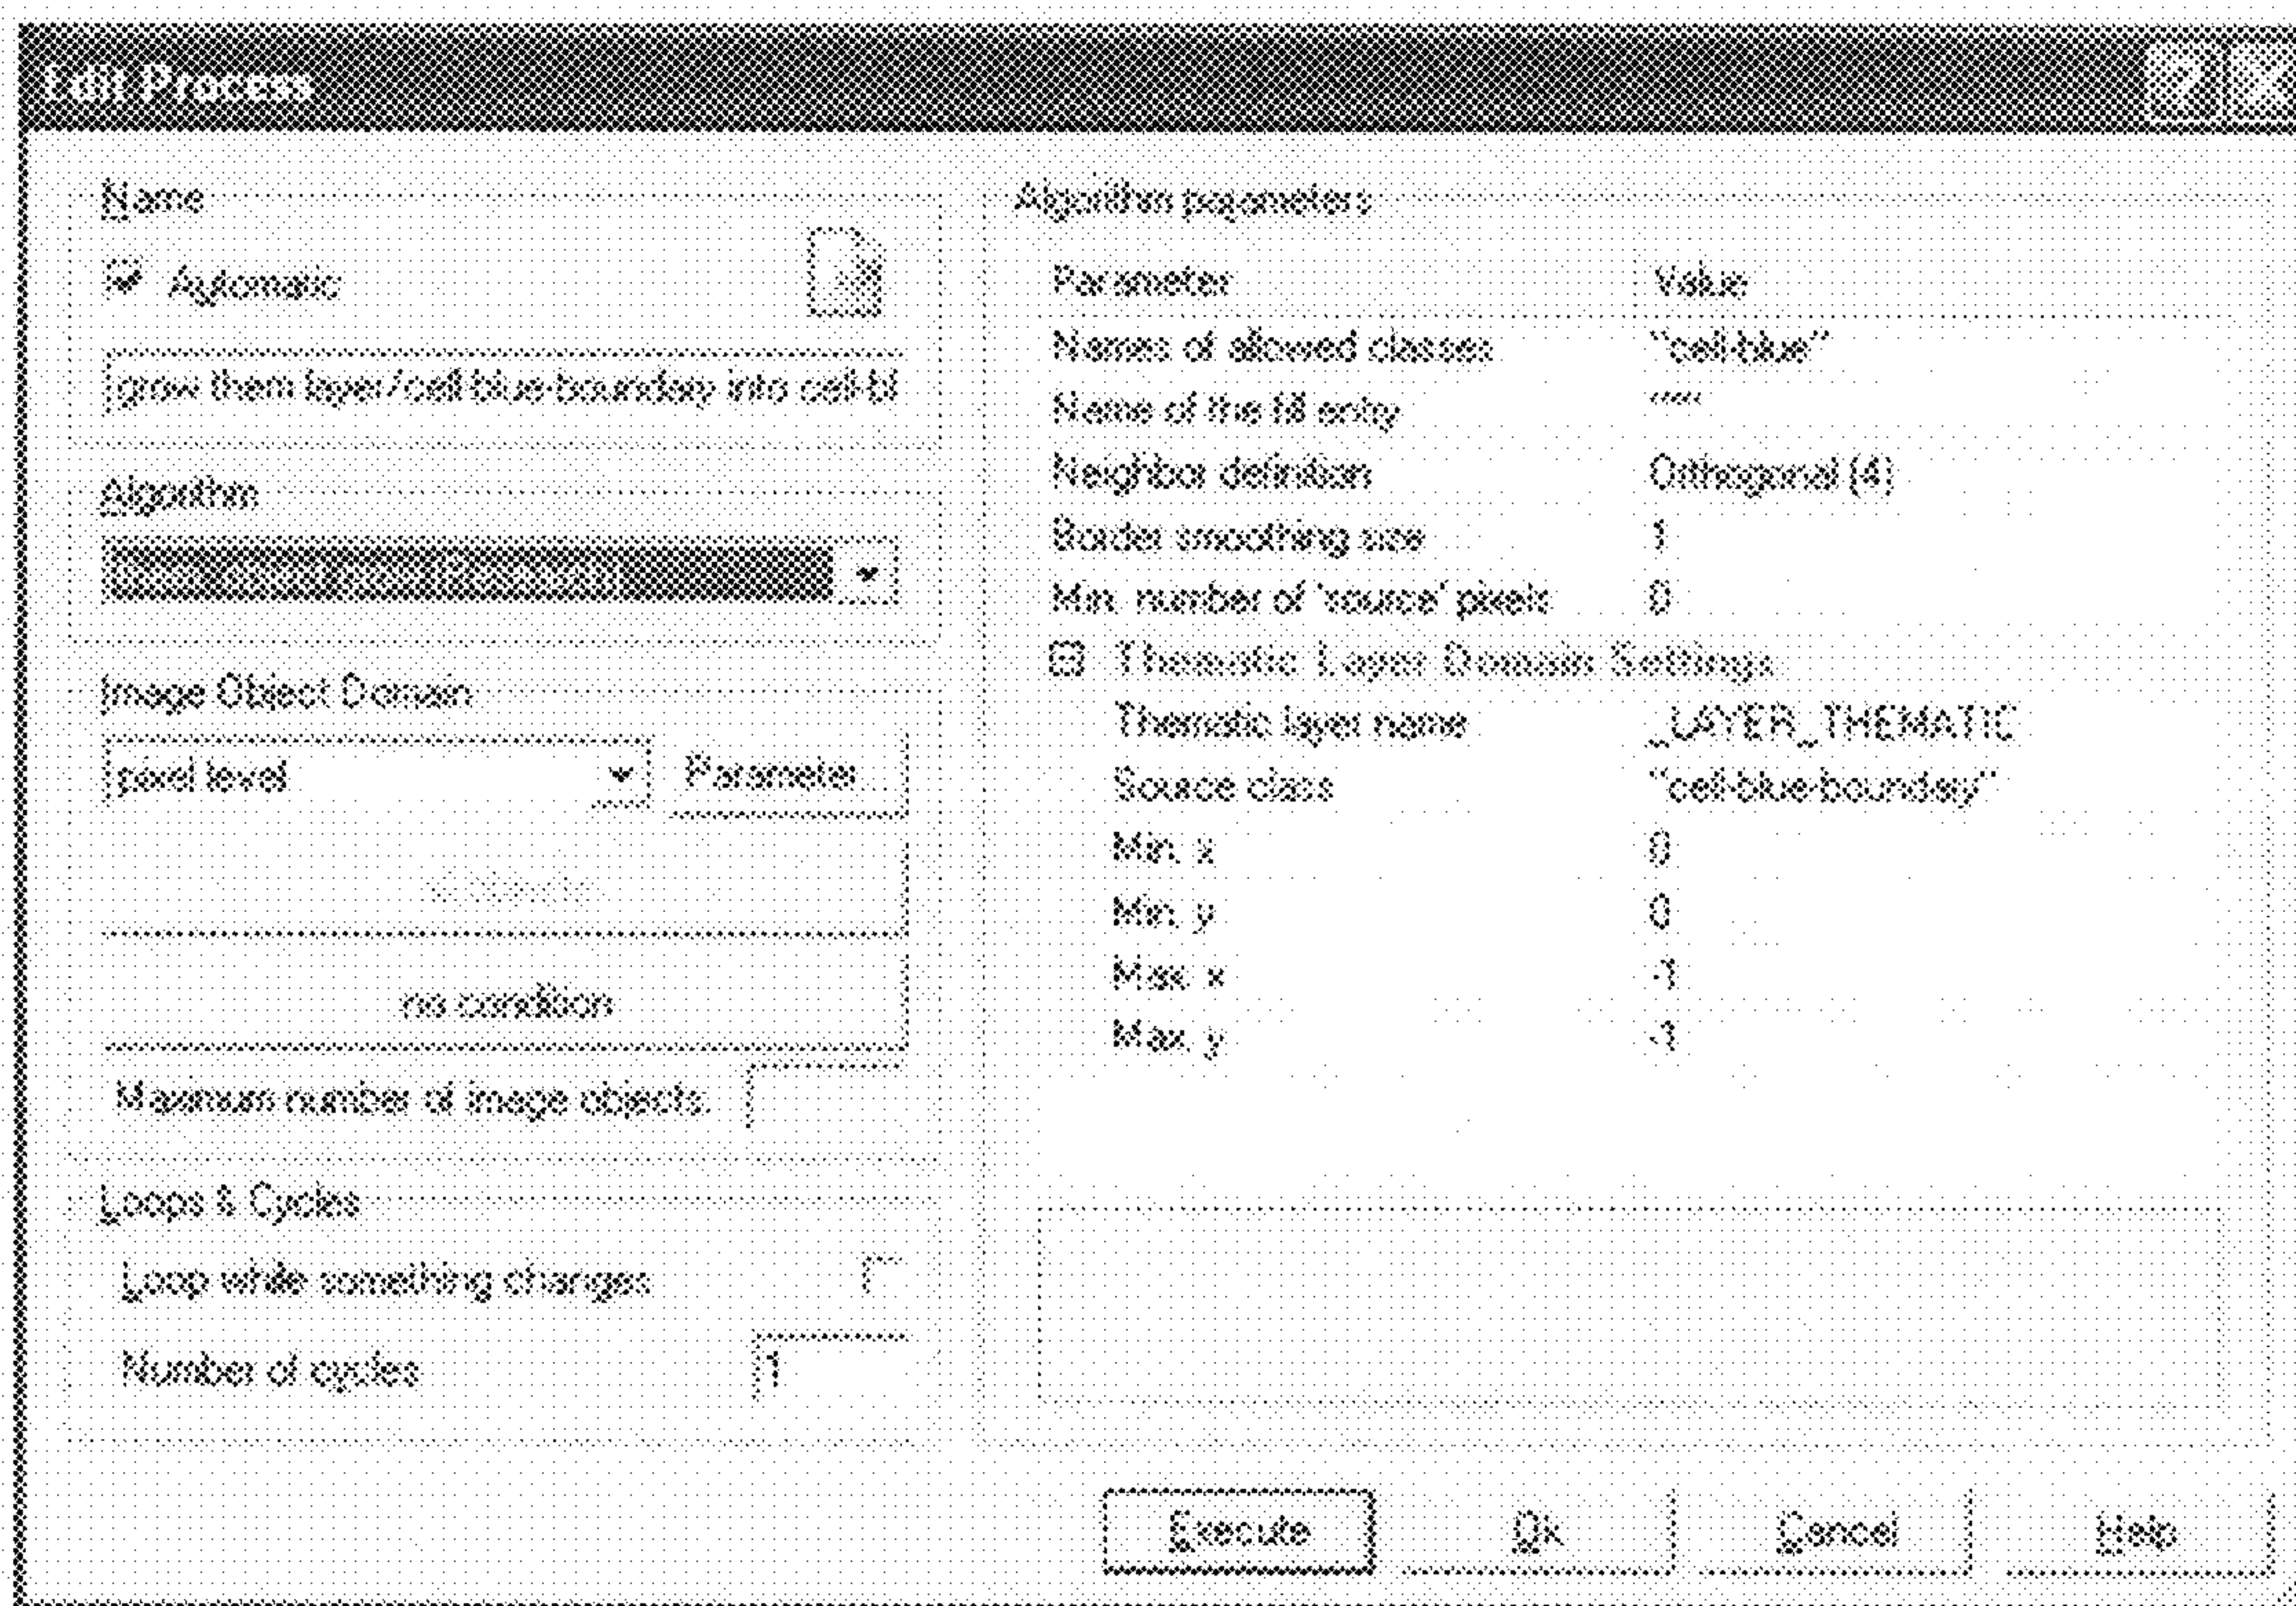 Edit Process
Name
Automatic
grow them layer/cell-blue-boundary into cell-bl
Algorithm
Image Object Domain
pixel level
Parameter
no condition
Maximum number of image objects:
Loops & Cycles
Loop while something changes
Number of cycles
1
Algorithm parameters
Parameter Value
Names of allowed classes "cell-blue"
Name of the fill entry ""
Neighbor definition Orthogonal (4)
Border smoothing size 1
Min. number of 'source' pixels 0
Thematic Layer Domain Settings
Thematic layer name _LAYER_THEMATIC
Source class "cell-blue-boundary"
Min. x 0
Min. y 0
Max. x -1
Max. y -1
Execute
Ok
Cancel
Help